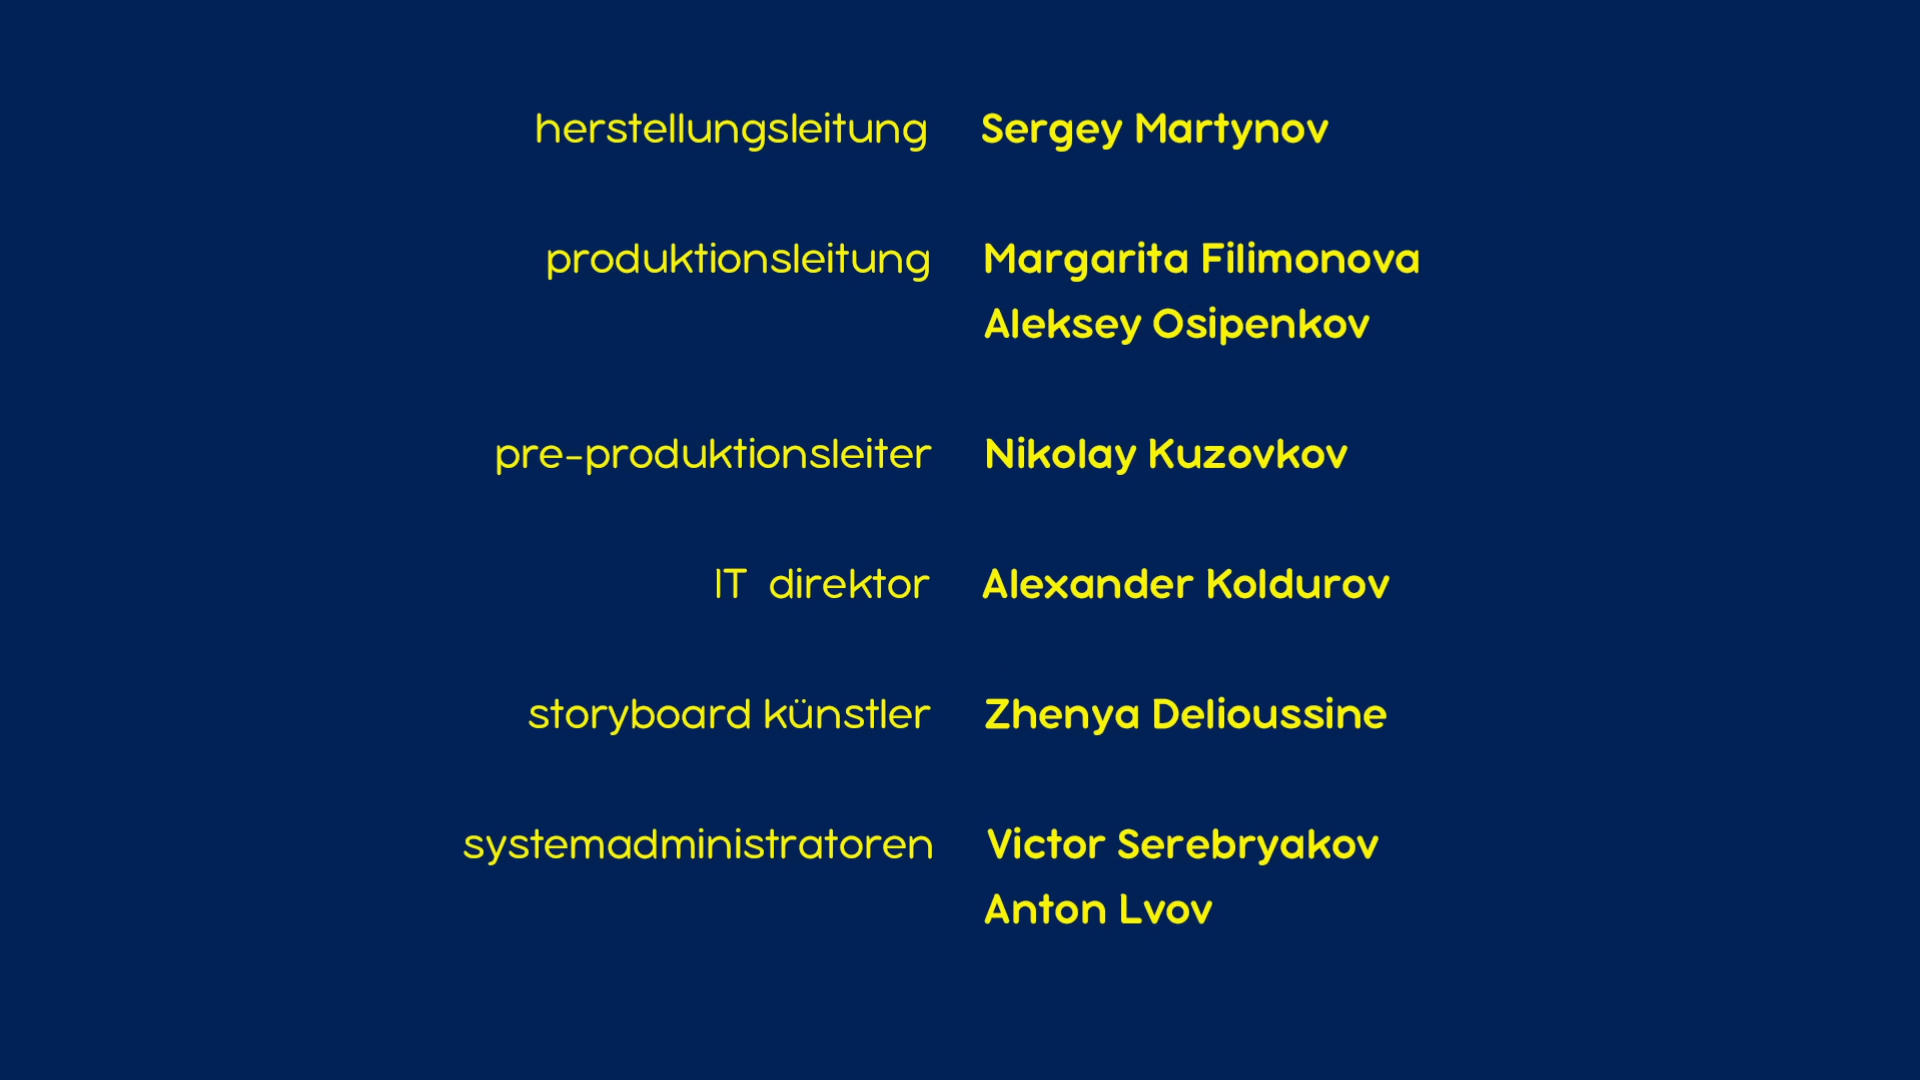 herstellungsleitung Sergey Martynov
produktionsleitung Margarita Filimonova
Aleksey Osipenkov
pre-produktionsleiter Nikolay Kuzovkov
IT direktor Alexander Koldurov
storyboard künstler Zhenya Delioussine
systemadministratoren Victor Serebryakov
Anton Lvov